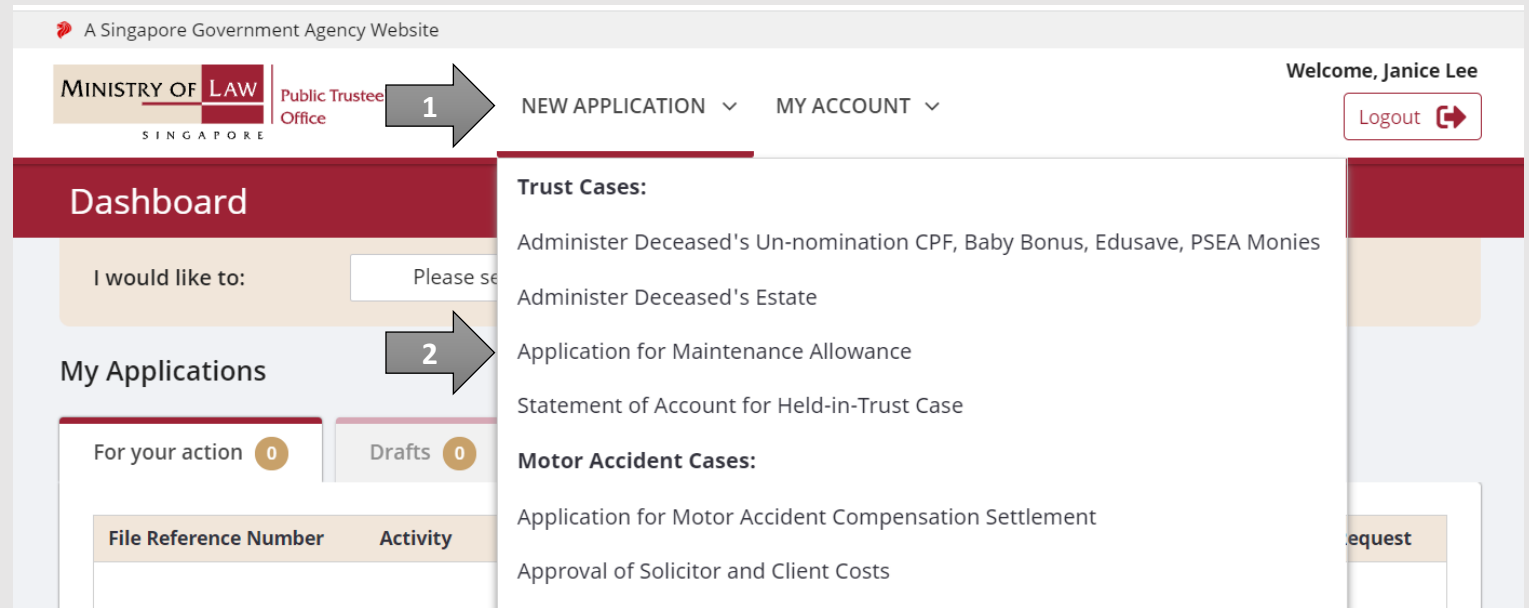 A Singapore Government Agency Website
MINISTRY OF LAW
SINGAPORE
Public Trustee
Office
1
NEW APPLICATION
MY ACCOUNT
Welcome, Janice Lee
Logout
Dashboard
Trust Cases:
Administer Deceased's Un-nomination CPF, Baby Bonus, Edusave, PSEA Monies
I would like to:
Please se
Administer Deceased's Estate
2
Application for Maintenance Allowance
My Applications
Statement of Account for Held-in-Trust Case
For your action 0
Drafts 0
Motor Accident Cases:
Application for Motor Accident Compensation Settlement
File Reference Number
Activity
equest
Approval of Solicitor and Client Costs